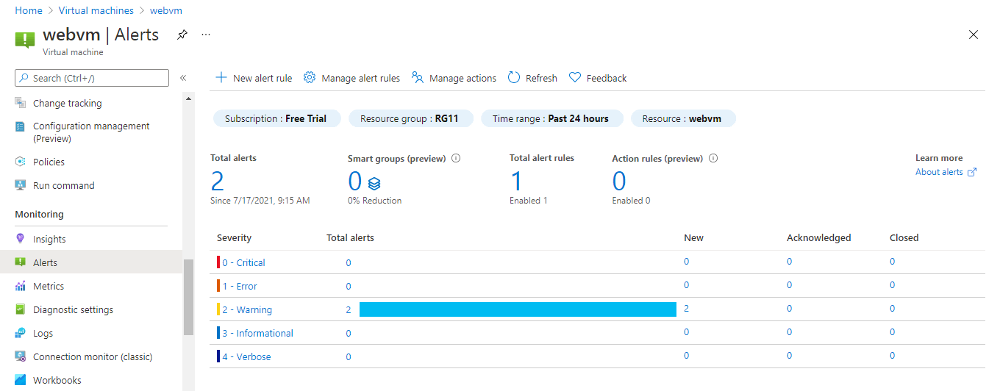 Home > Virtual machines > webvm
webvm | Alerts ...
Virtual machine
Search (Ctrl+/) «
Change tracking
Configuration management
(Preview)
Policies
Run command
Monitoring
Insights
Alerts
Metrics
Diagnostic settings
Logs
Connection monitor (classic)
Workbooks
New alert rule Manage alert rules Manage actions Refresh Feedback
Subscription : Free Trial Resource group : RG11 Time range : Past 24 hours Resource : webvm
Total alerts Smart groups (preview) Total alert rules Action rules (preview) Learn more
2 0 1 0 About alerts
Since 7/17/2021, 9:15 AM 0% Reduction Enabled 1 Enabled 0
Severity Total alerts New Acknowledged Closed
0 - Critical 0 0 0 0
1 - Error 0 0 0 0
2 - Warning 2 2 0 0
3 - Informational 0 0 0 0
4 - Verbose 0 0 0 0